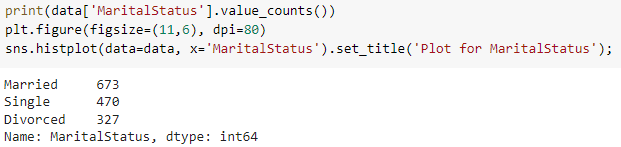 print(data['MaritalStatus'].value_counts())
plt.figure(figsize=(11,6), dpi=80)
sns.histplot(data=data, x='MaritalStatus').set_title('Plot for MaritalStatus');
Married     673
Single      470
Divorced    327
Name: MaritalStatus, dtype: int64